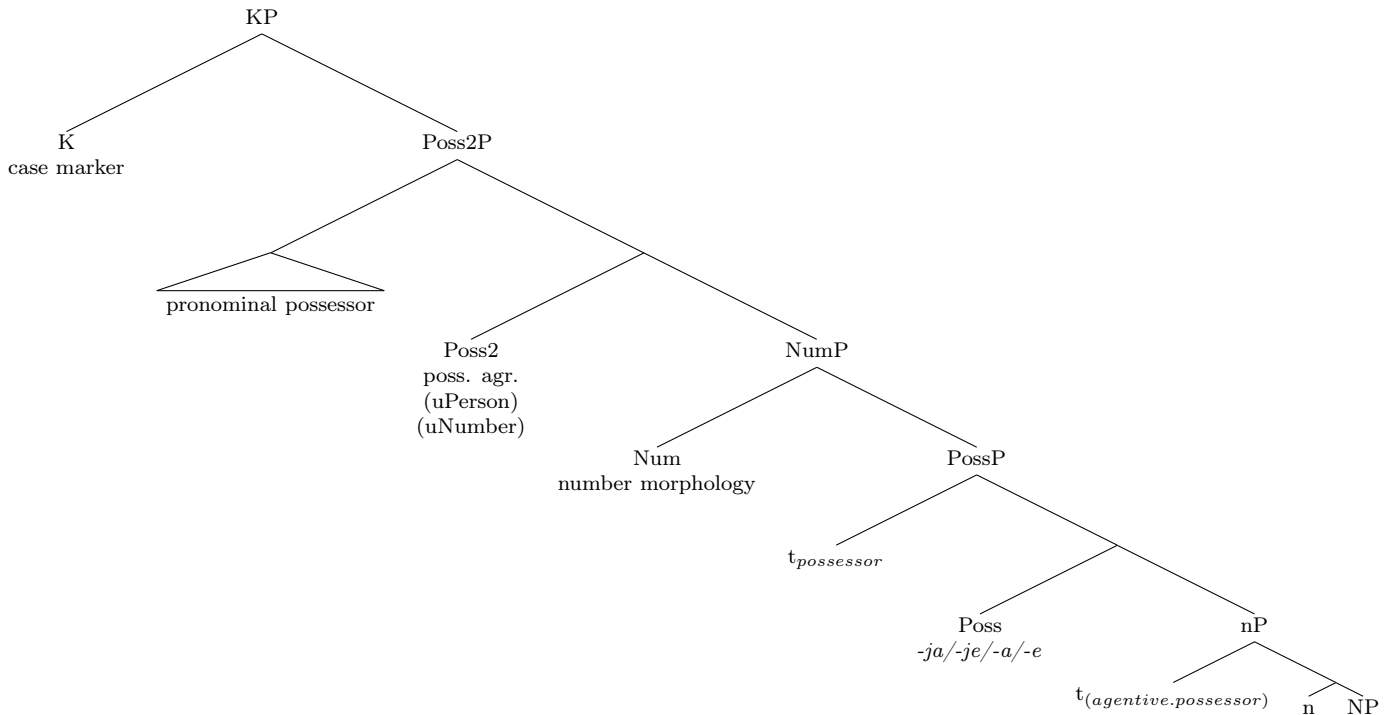 KP
K
case marker
Poss2P
pronominal possessor
Poss2
poss. agr.
(uPerson)
(uNumber)
NumP
Num
number morphology
PossP
t_possessor
Poss
-ja/-je/-a/-e
nP
t_(agentive.possessor)
n
NP